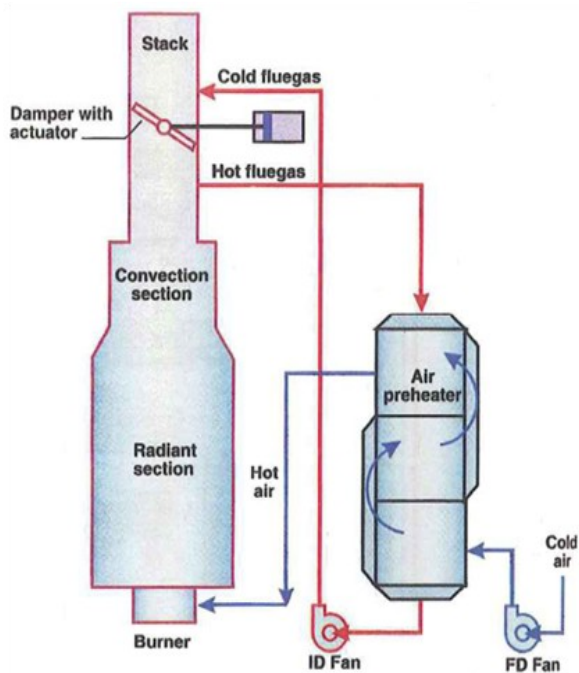 Stack
Cold fluegas
Damper with
actuator
Hot fluegas
Convection
section
Air
preheater
Radiant
section
Hot
air
Cold
air
Burner
ID Fan
FD Fan